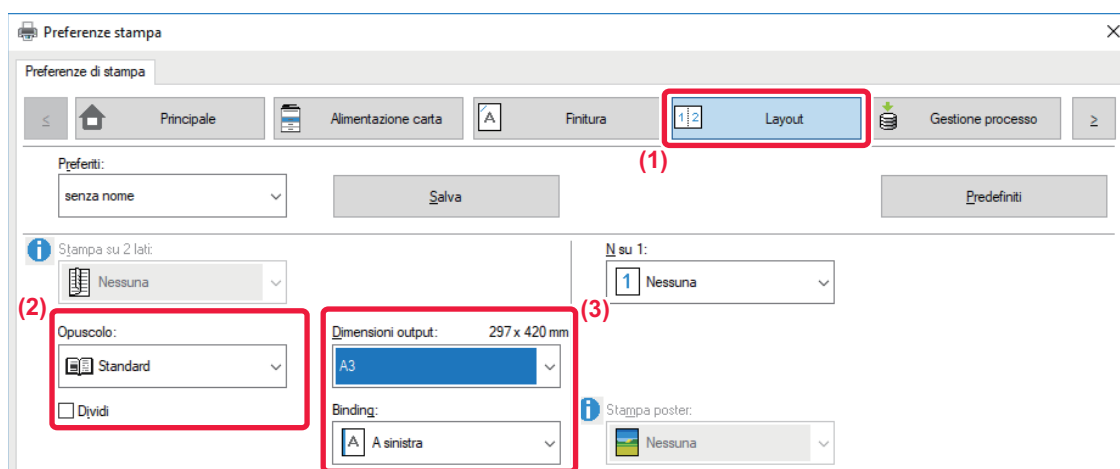 Preferenze stampa
Preferenze di stampa
< Principale Alimentazione carta A Finitura 1 2 Layout Gestione processo >
(1)
Preferiti:
senza nome Salva Predefiniti
Stampa su 2 lati: N su 1:
Nessuna 1 Nessuna
(2) (3)
Opuscolo: Dimensioni output: 297 x 420 mm
Standard A3
Dividi Binding: Stampa poster:
A A sinistra Nessuna